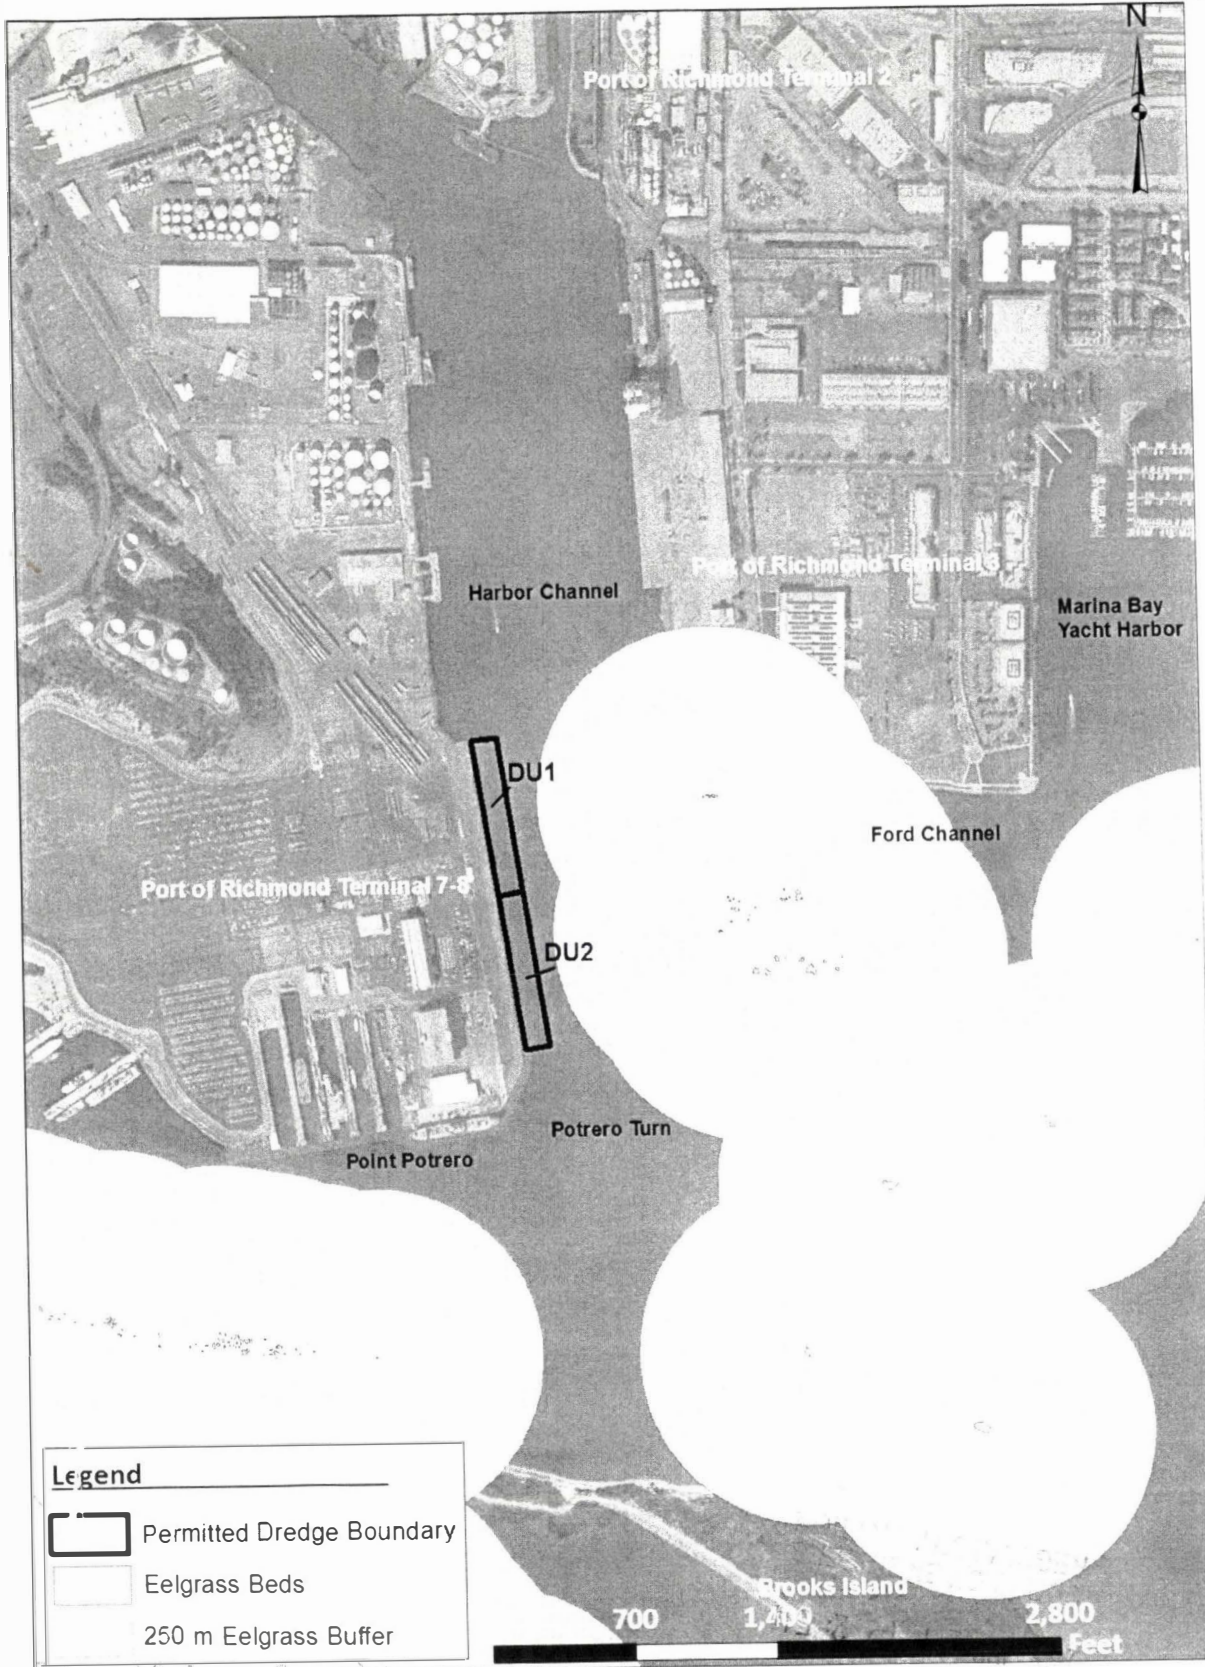 N
Port of Richmond Terminal 2
Harbor Channel
Port of Richmond Terminal 3
Marina Bay
Yacht Harbor
DU1
Ford Channel
Port of Richmond Terminal 7-8
DU2
Potrero Turn
Point Potrero
Legend
Permitted Dredge Boundary
Eelgrass Beds
250 m Eelgrass Buffer
Brooks Island
700
1,400
2,800
Feet